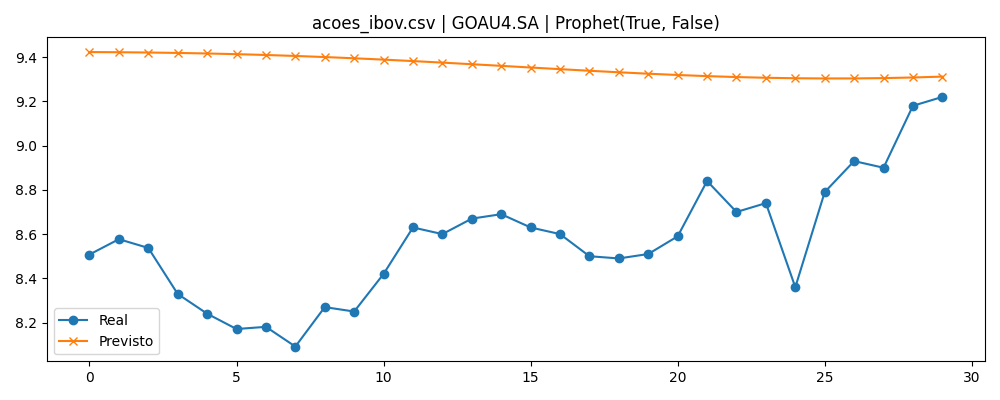 acoes_ibov.csv | GOAU4.SA | Prophet(True, False)
9.4
9.2
9.0
8.8
8.6
8.4
8.2
Real
Previsto
0 5 10 15 20 25 30